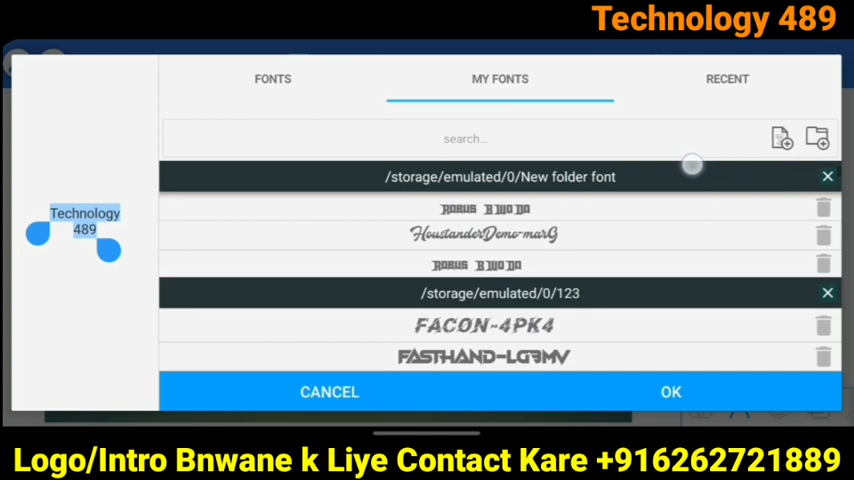 Technology 489
FONTS
MY FONTS
RECENT
search...
/storage/emulated/0/New folder font
Technology
489
HoustanderDemo-marG
/storage/emulated/0/123
FACON-4PK4
FASTHAND-LG3MV
CANCEL
OK
Logo/Intro Bnwane k Liye Contact Kare +916262721889